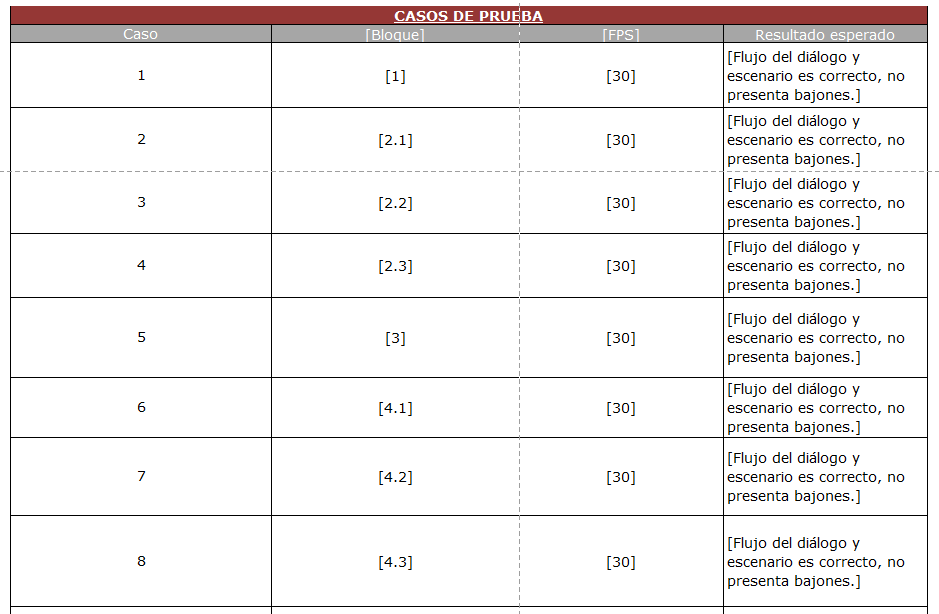 CASOS DE PRUEBA
Caso [Bloque] [FPS] Resultado esperado
1 [1] [30] [Flujo del diálogo y
escenario es correcto, no
presenta bajones.]
2 [2.1] [30] [Flujo del diálogo y
escenario es correcto, no
presenta bajones.]
3 [2.2] [30] [Flujo del diálogo y
escenario es correcto, no
presenta bajones.]
4 [2.3] [30] [Flujo del diálogo y
escenario es correcto, no
presenta bajones.]
5 [3] [30] [Flujo del diálogo y
escenario es correcto, no
presenta bajones.]
6 [4.1] [30] [Flujo del diálogo y
escenario es correcto, no
presenta bajones.]
7 [4.2] [30] [Flujo del diálogo y
escenario es correcto, no
presenta bajones.]
8 [4.3] [30] [Flujo del diálogo y
escenario es correcto, no
presenta bajones.]